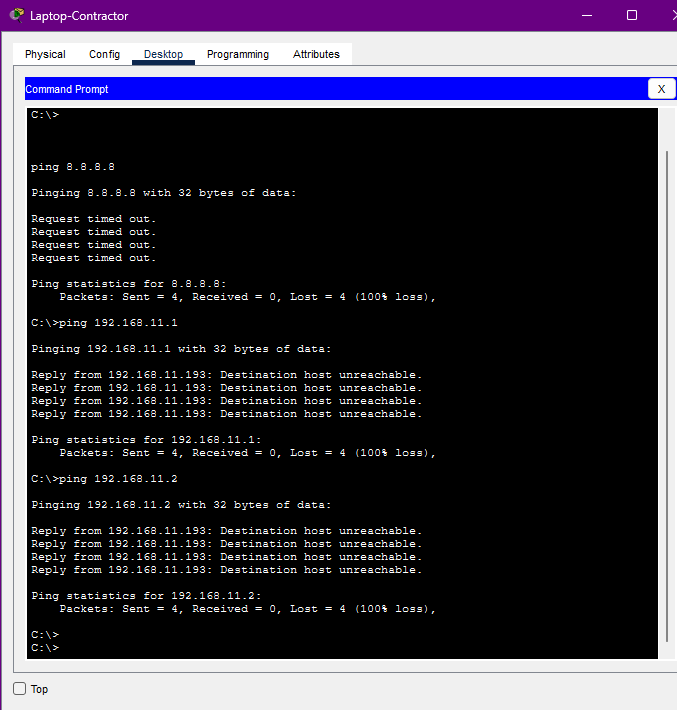 Laptop-Contractor
Physical Config Desktop Programming Attributes
Command Prompt X
C:\>
ping 8.8.8.8
Pinging 8.8.8.8 with 32 bytes of data:
Request timed out.
Request timed out.
Request timed out.
Request timed out.
Ping statistics for 8.8.8.8:
Packets: Sent = 4, Received = 0, Lost = 4 (100% loss),
C:\>ping 192.168.11.1
Pinging 192.168.11.1 with 32 bytes of data:
Reply from 192.168.11.193: Destination host unreachable.
Reply from 192.168.11.193: Destination host unreachable.
Reply from 192.168.11.193: Destination host unreachable.
Reply from 192.168.11.193: Destination host unreachable.
Ping statistics for 192.168.11.1:
Packets: Sent = 4, Received = 0, Lost = 4 (100% loss),
C:\>ping 192.168.11.2
Pinging 192.168.11.2 with 32 bytes of data:
Reply from 192.168.11.193: Destination host unreachable.
Reply from 192.168.11.193: Destination host unreachable.
Reply from 192.168.11.193: Destination host unreachable.
Reply from 192.168.11.193: Destination host unreachable.
Ping statistics for 192.168.11.2:
Packets: Sent = 4, Received = 0, Lost = 4 (100% loss),
C:\>
C:\>
Top